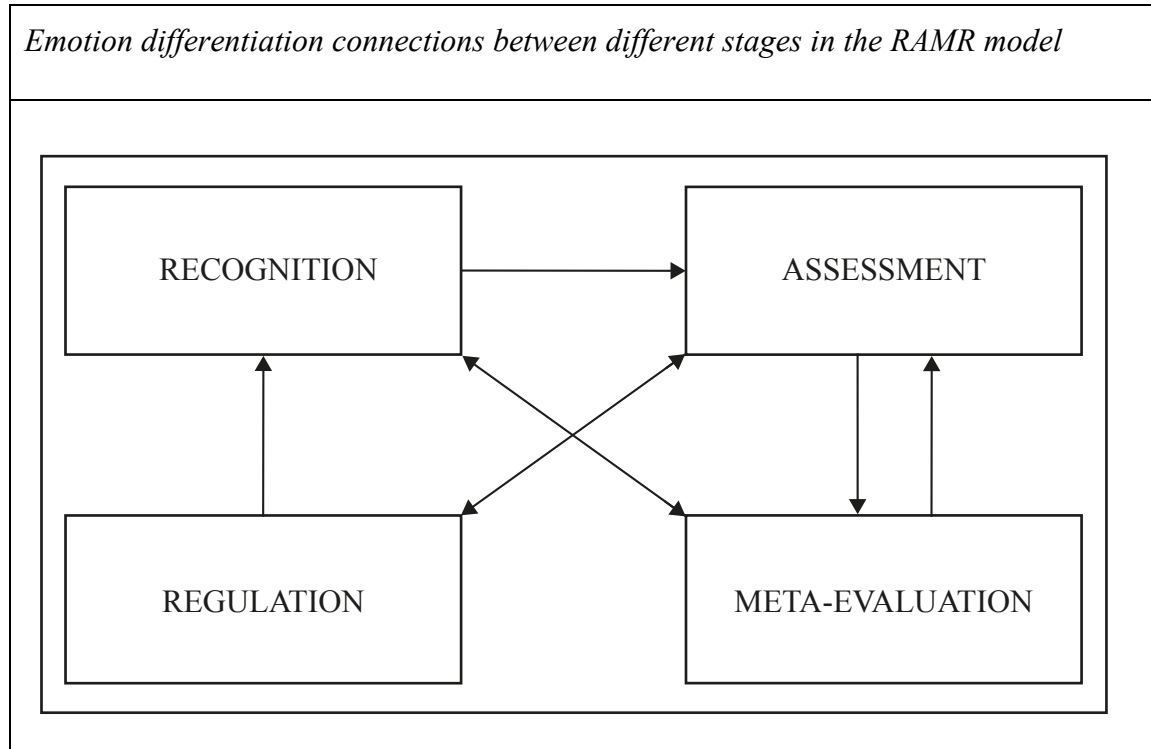 Emotion differentiation connections between different stages in the RAMR model
RECOGNITION
ASSESSMENT
REGULATION
META-EVALUATION